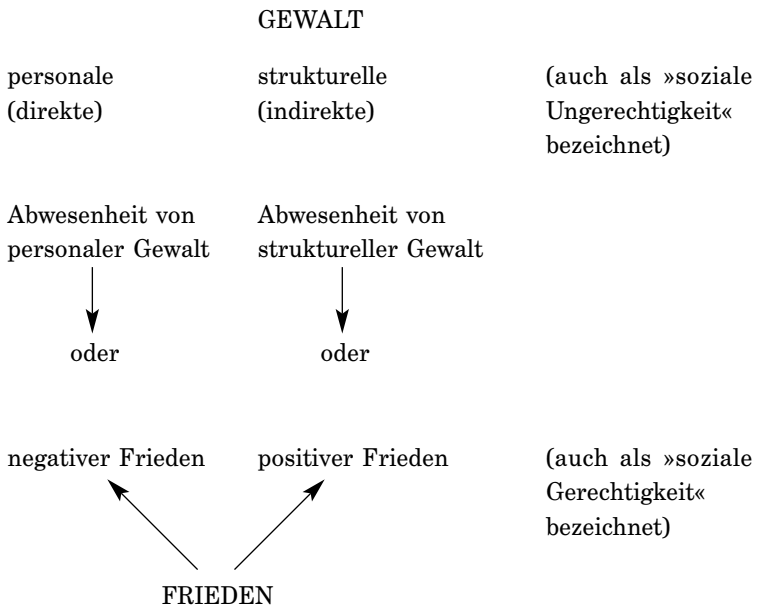 GEWALT
personale strukturelle (auch als »soziale
(direkte) (indirekte) Ungerechtigkeit«
bezeichnet)
Abwesenheit von Abwesenheit von
personaler Gewalt struktureller Gewalt
oder oder
negativer Frieden positiver Frieden (auch als »soziale
Gerechtigkeit«
bezeichnet)
FRIEDEN